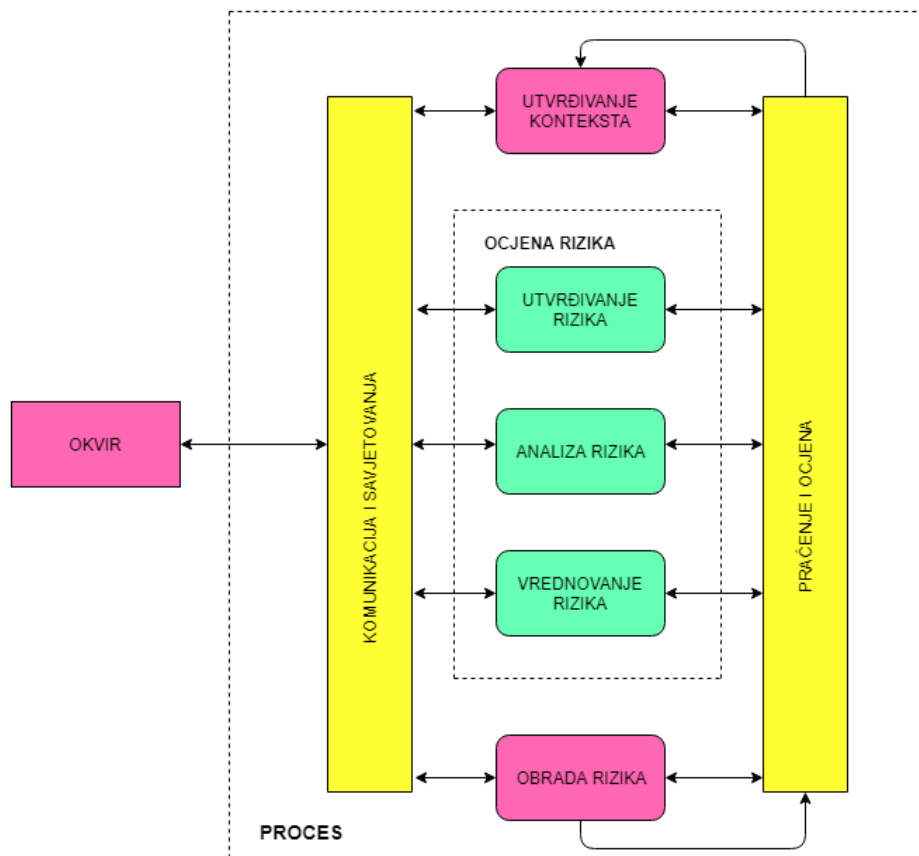 UTVRĐIVANJE
KONTEKSTA
OCJENA RIZIKA
UTVRĐIVANJE
RIZIKA
OKVIR
KOMUNIKACIJA I SAVJETOVANJA
ANALIZA RIZIKA
PRAĆENJE I OCJENA
VREDNOVANJE
RIZIKA
OBRADA RIZIKA
PROCES